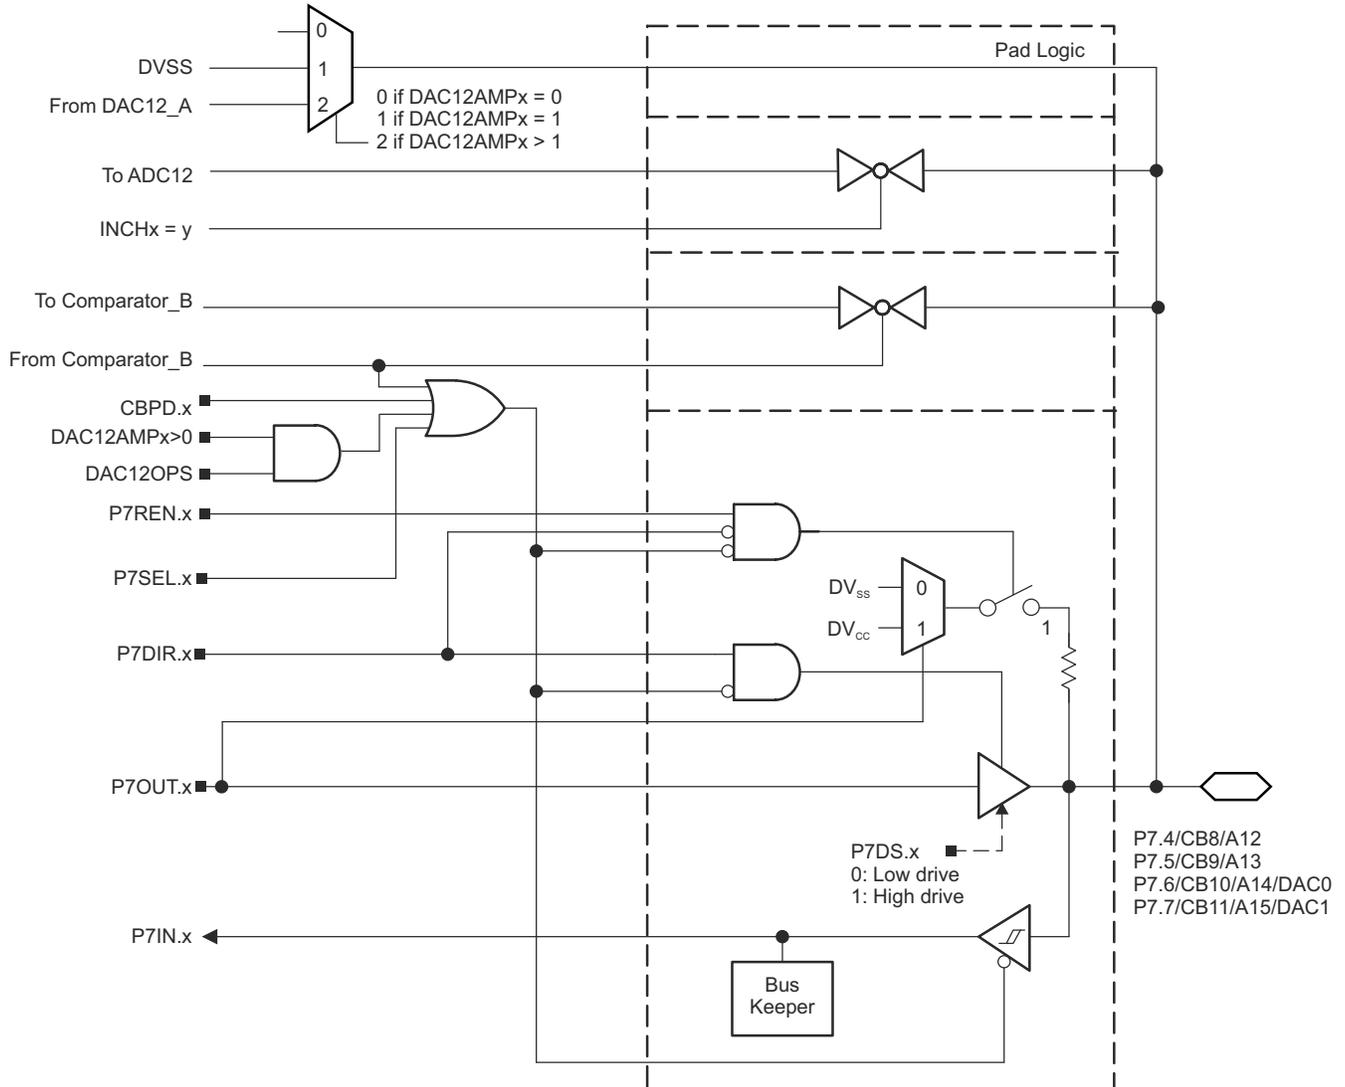 0
Pad Logic
DVSS
1
From DAC12_A
2
0 if DAC12AMPx = 0
1 if DAC12AMPx = 1
2 if DAC12AMPx > 1
To ADC12
INCHx = y
To Comparator_B
From Comparator_B
CBPD.x
DAC12AMPx>0
DAC12OPS
P7REN.x
P7SEL.x
DVSS
0
DVCC
1
1
P7DIR.x
P7OUT.x
P7DS.x
0: Low drive
1: High drive
P7.4/CB8/A12
P7.5/CB9/A13
P7.6/CB10/A14/DAC0
P7.7/CB11/A15/DAC1
P7IN.x
Bus
Keeper